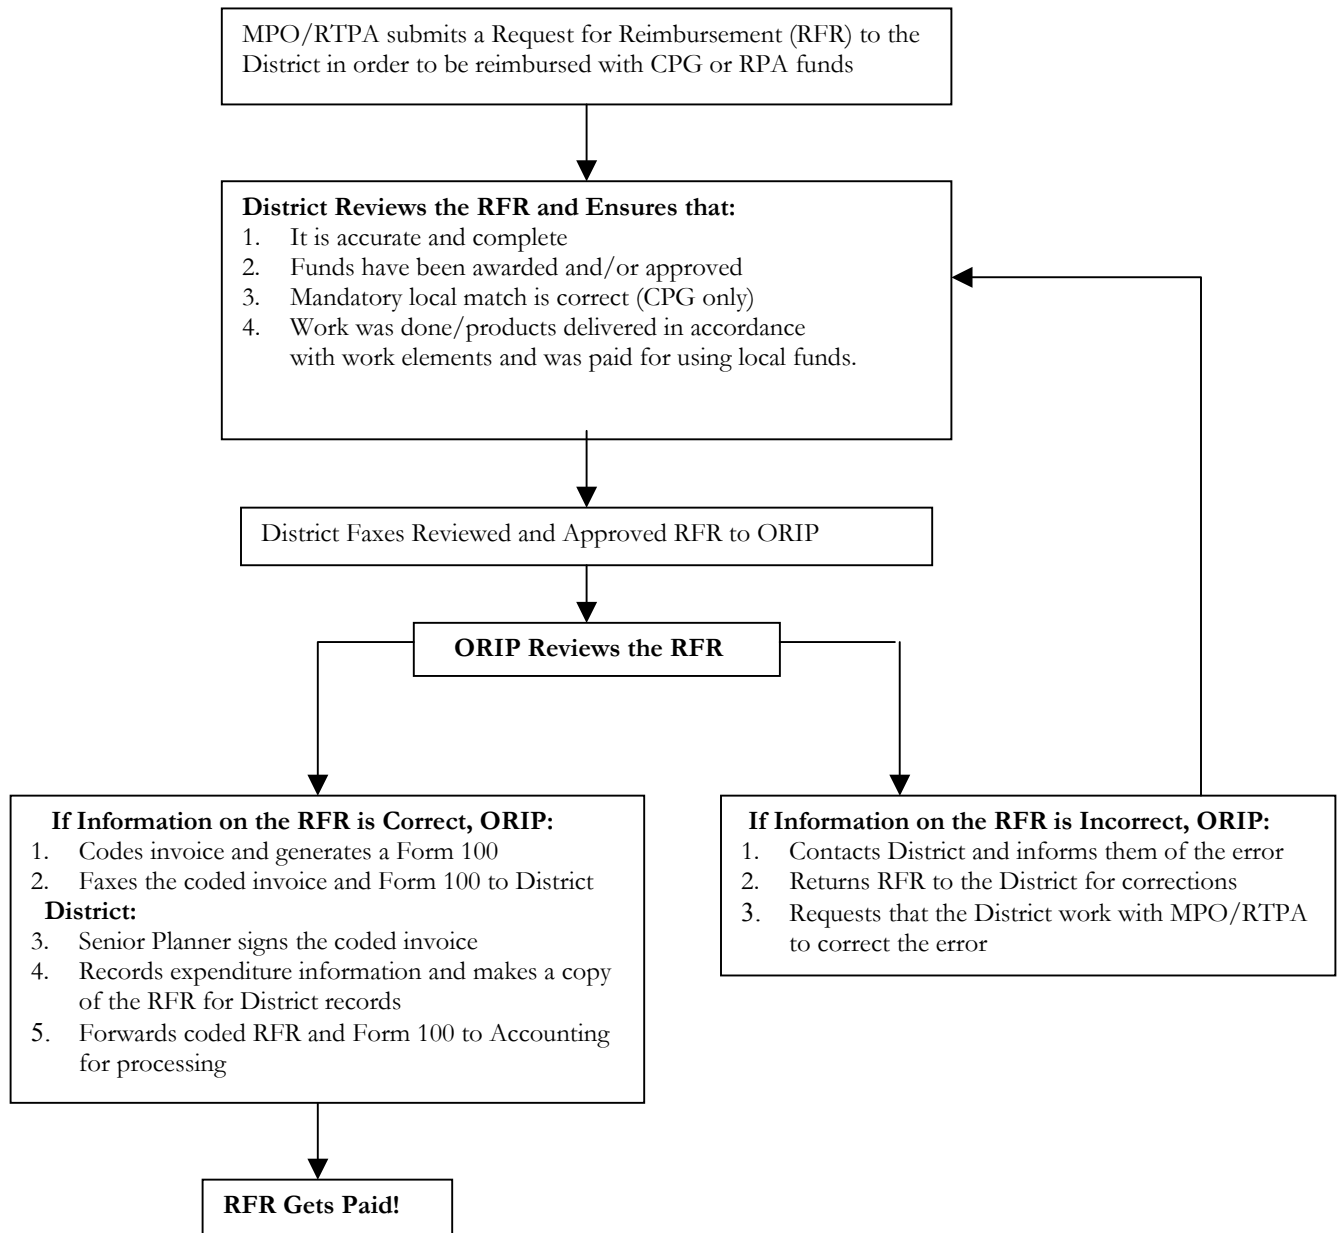 MPO/RTPA submits a Request for Reimbursement (RFR) to the
District in order to be reimbursed with CPG or RPA funds
District Reviews the RFR and Ensures that:
1. It is accurate and complete
2. Funds have been awarded and/or approved
3. Mandatory local match is correct (CPG only)
4. Work was done/products delivered in accordance
with work elements and was paid for using local funds.
District Faxes Reviewed and Approved RFR to ORIP
ORIP Reviews the RFR
If Information on the RFR is Correct, ORIP:
1. Codes invoice and generates a Form 100
2. Faxes the coded invoice and Form 100 to District
District:
3. Senior Planner signs the coded invoice
4. Records expenditure information and makes a copy
of the RFR for District records
5. Forwards coded RFR and Form 100 to Accounting
for processing
If Information on the RFR is Incorrect, ORIP:
1. Contacts District and informs them of the error
2. Returns RFR to the District for corrections
3. Requests that the District work with MPO/RTPA
to correct the error
RFR Gets Paid!